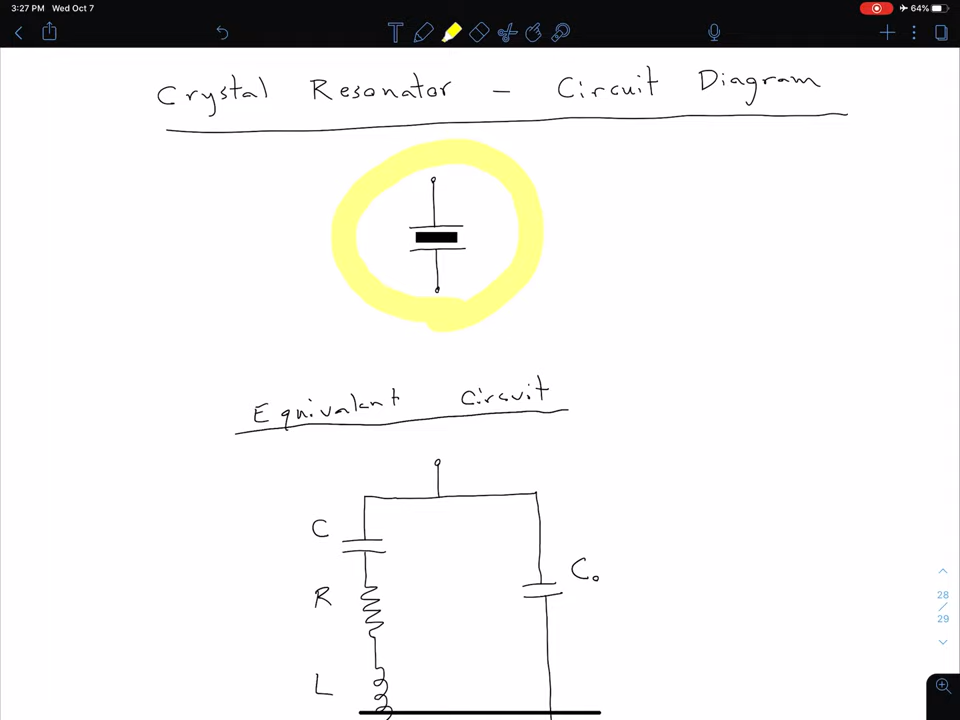 3:27 PM Wed Oct 7
64%
T
Crystal Resonator - Circuit Diagram
Equivalent Circuit
C
C₀
R
L
28
/
29